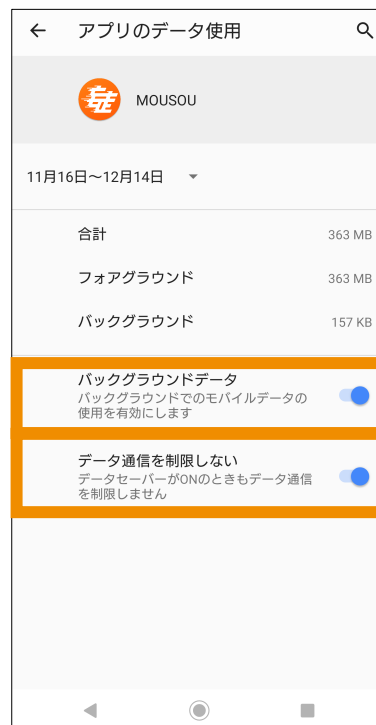 アプリのデータ使用
MOUSOU
11月16日～12月14日
合計 363 MB
フォアグラウンド 363 MB
バックグラウンド 157 KB
バックグラウンドデータ
バックグラウンドでのモバイルデータの
使用を有効にします
データ通信を制限しない
データセーバーがONのときもデータ通信
を制限しません